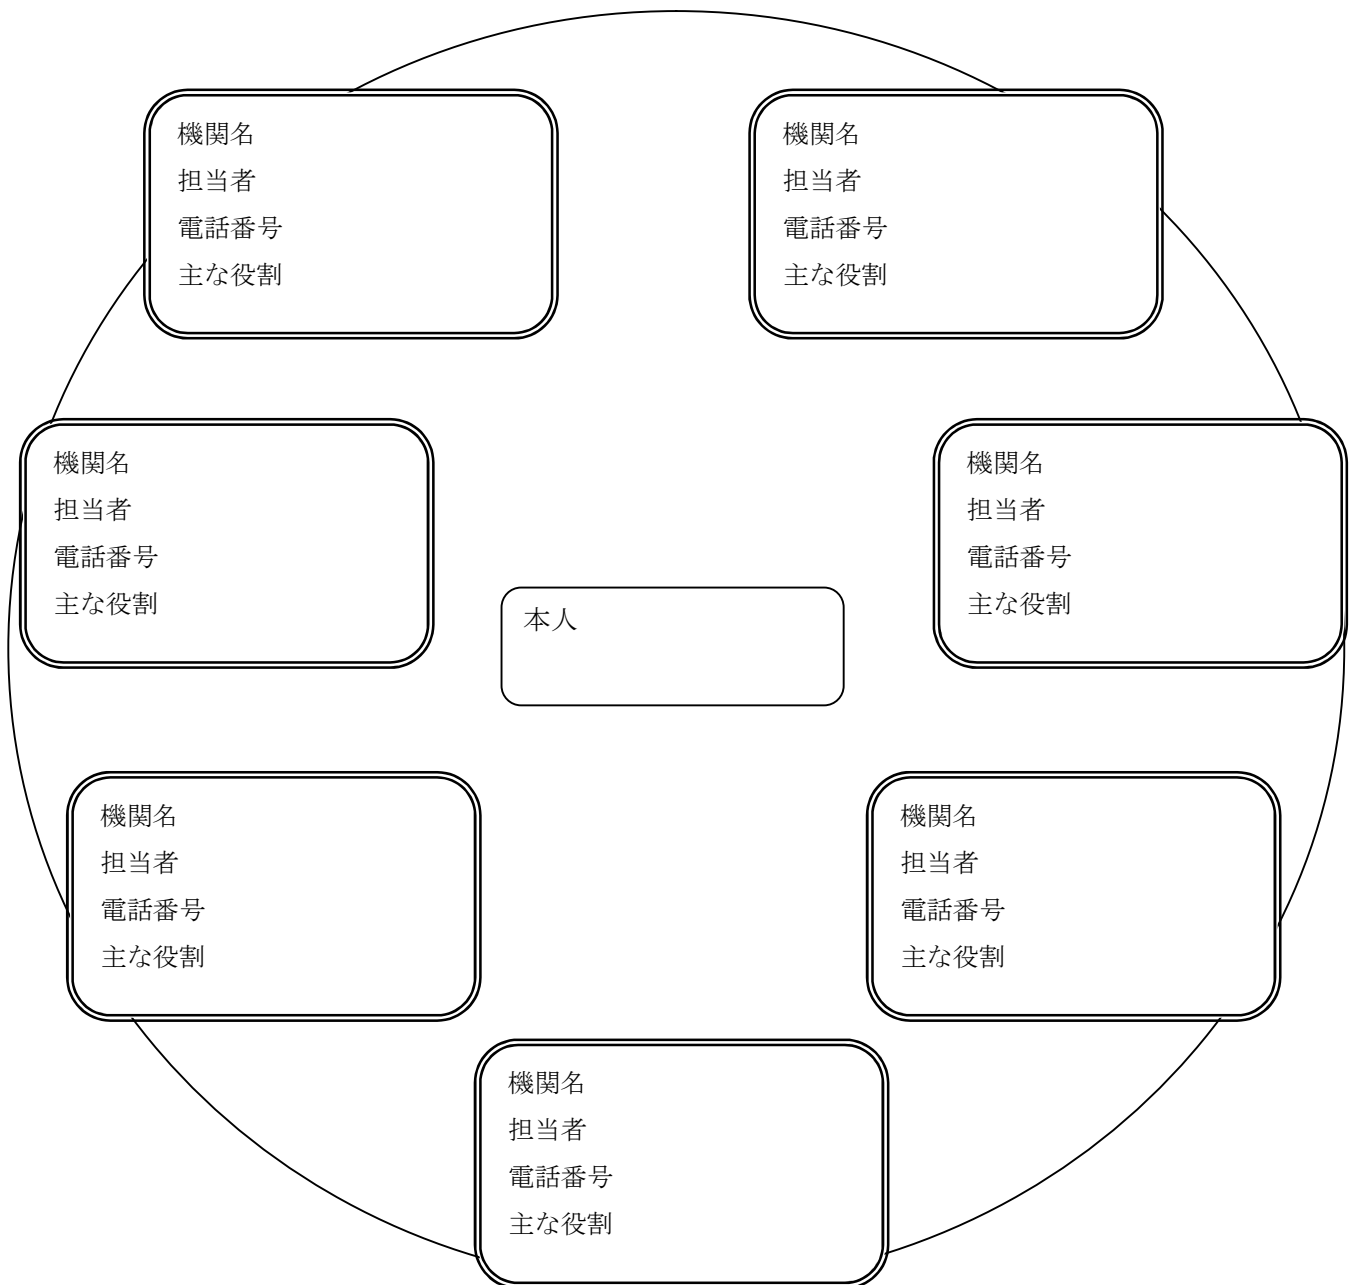 機関名
担当者
電話番号
主な役割
機関名
担当者
電話番号
主な役割
機関名
担当者
電話番号
主な役割
機関名
担当者
電話番号
主な役割
本人
機関名
担当者
電話番号
主な役割
機関名
担当者
電話番号
主な役割
機関名
担当者
電話番号
主な役割